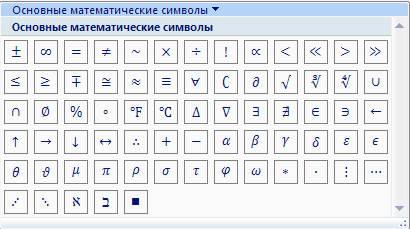 Основные математические символы
Основные математические символы
± ∞ = ≠ ~ × ÷ ! ∝ < ≪ > ≫
≤ ≥ ∓ ≅ ≈ ≡ ∀ ∁ ∂ √ ∛ ∜ ∪
∩ ∅ % ° °F °C ∆ ∇ ∃ ∄ ∈ ∋ ←
↑ → ↓ ↔ ∴ + − α β γ δ ε ϵ
θ ϑ μ π ρ σ τ φ ω ∗ ∙ ⋮ ⋯
⋰ ⋱ ℵ ℶ ∎